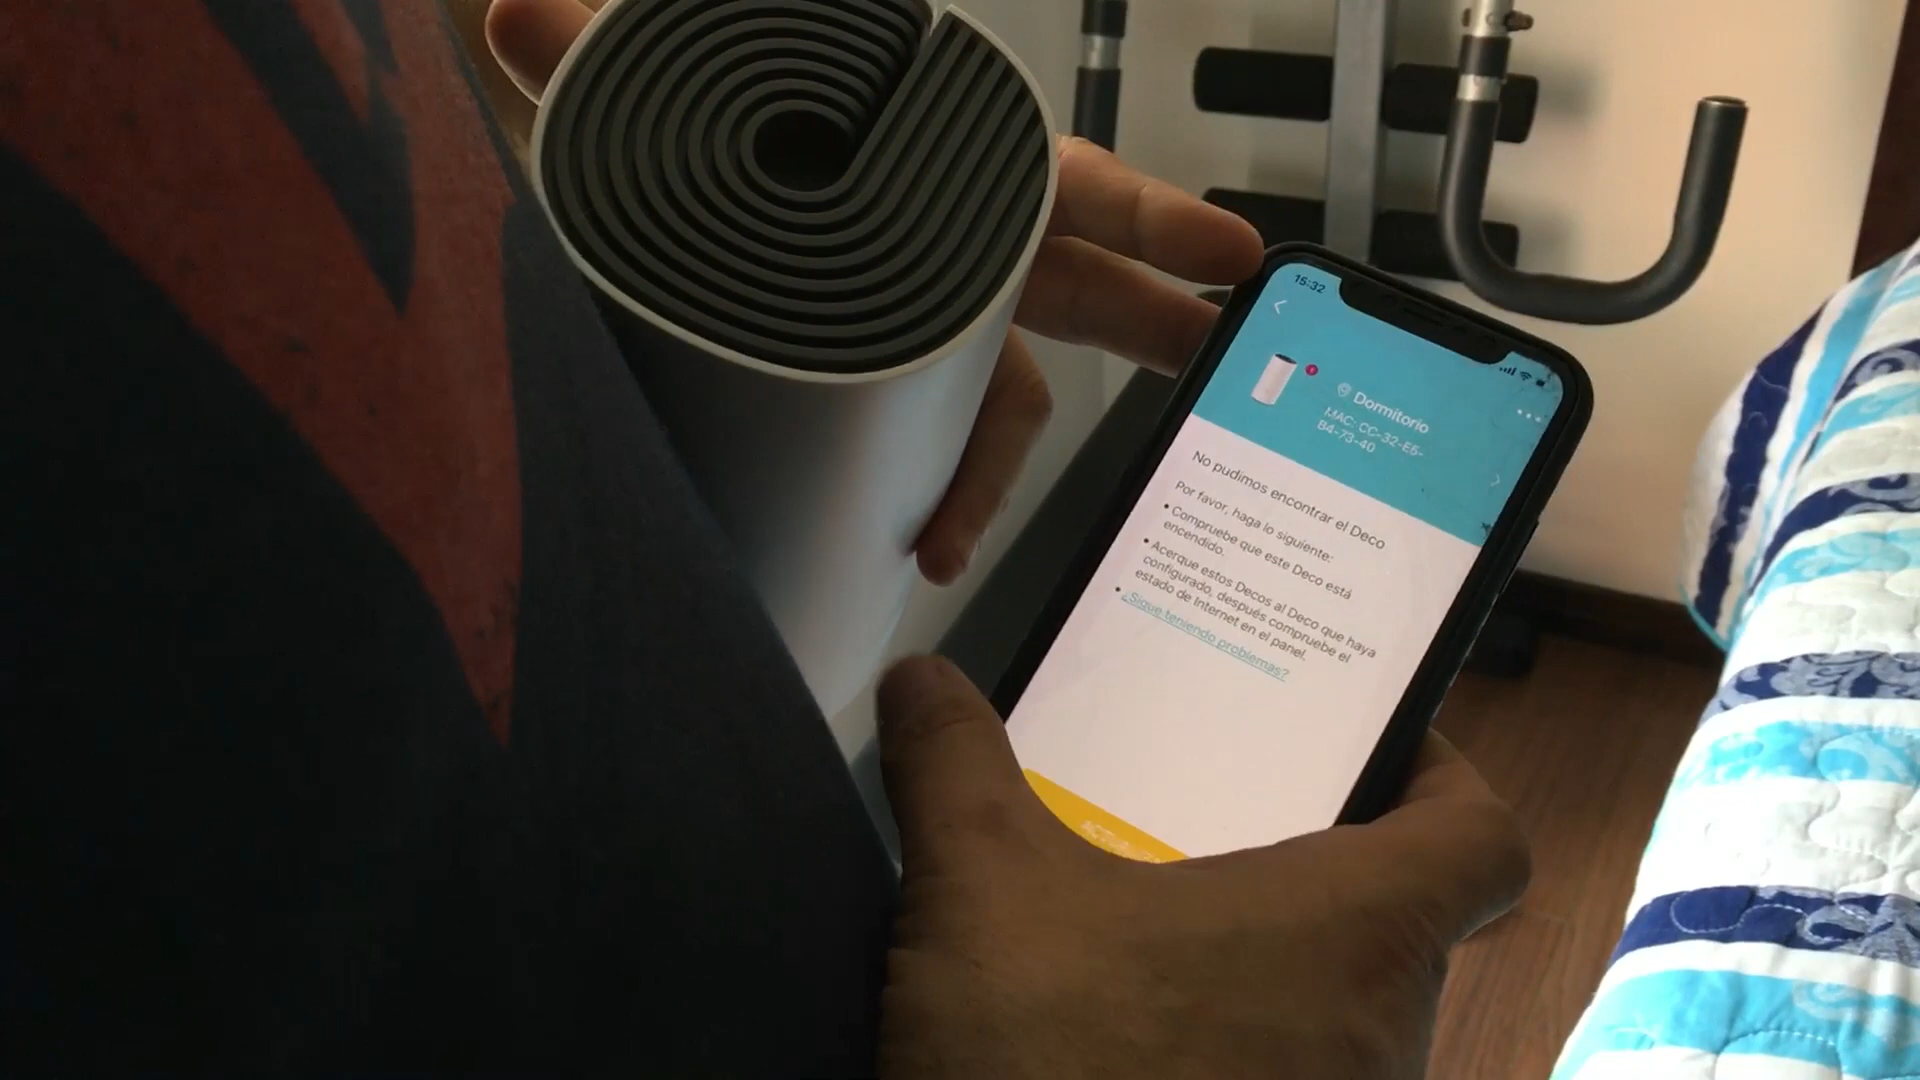 15:32
Dormitorio
MAC: CC-32-E5-
B4-73-40
No pudimos encontrar el Deco
Por favor, haga lo siguiente:
• Compruebe que este Deco está
encendido.
• Acerque estos Decos al Deco que haya
configurado, después compruebe el
estado de Internet en el panel.
• ¿Sigue teniendo problemas?